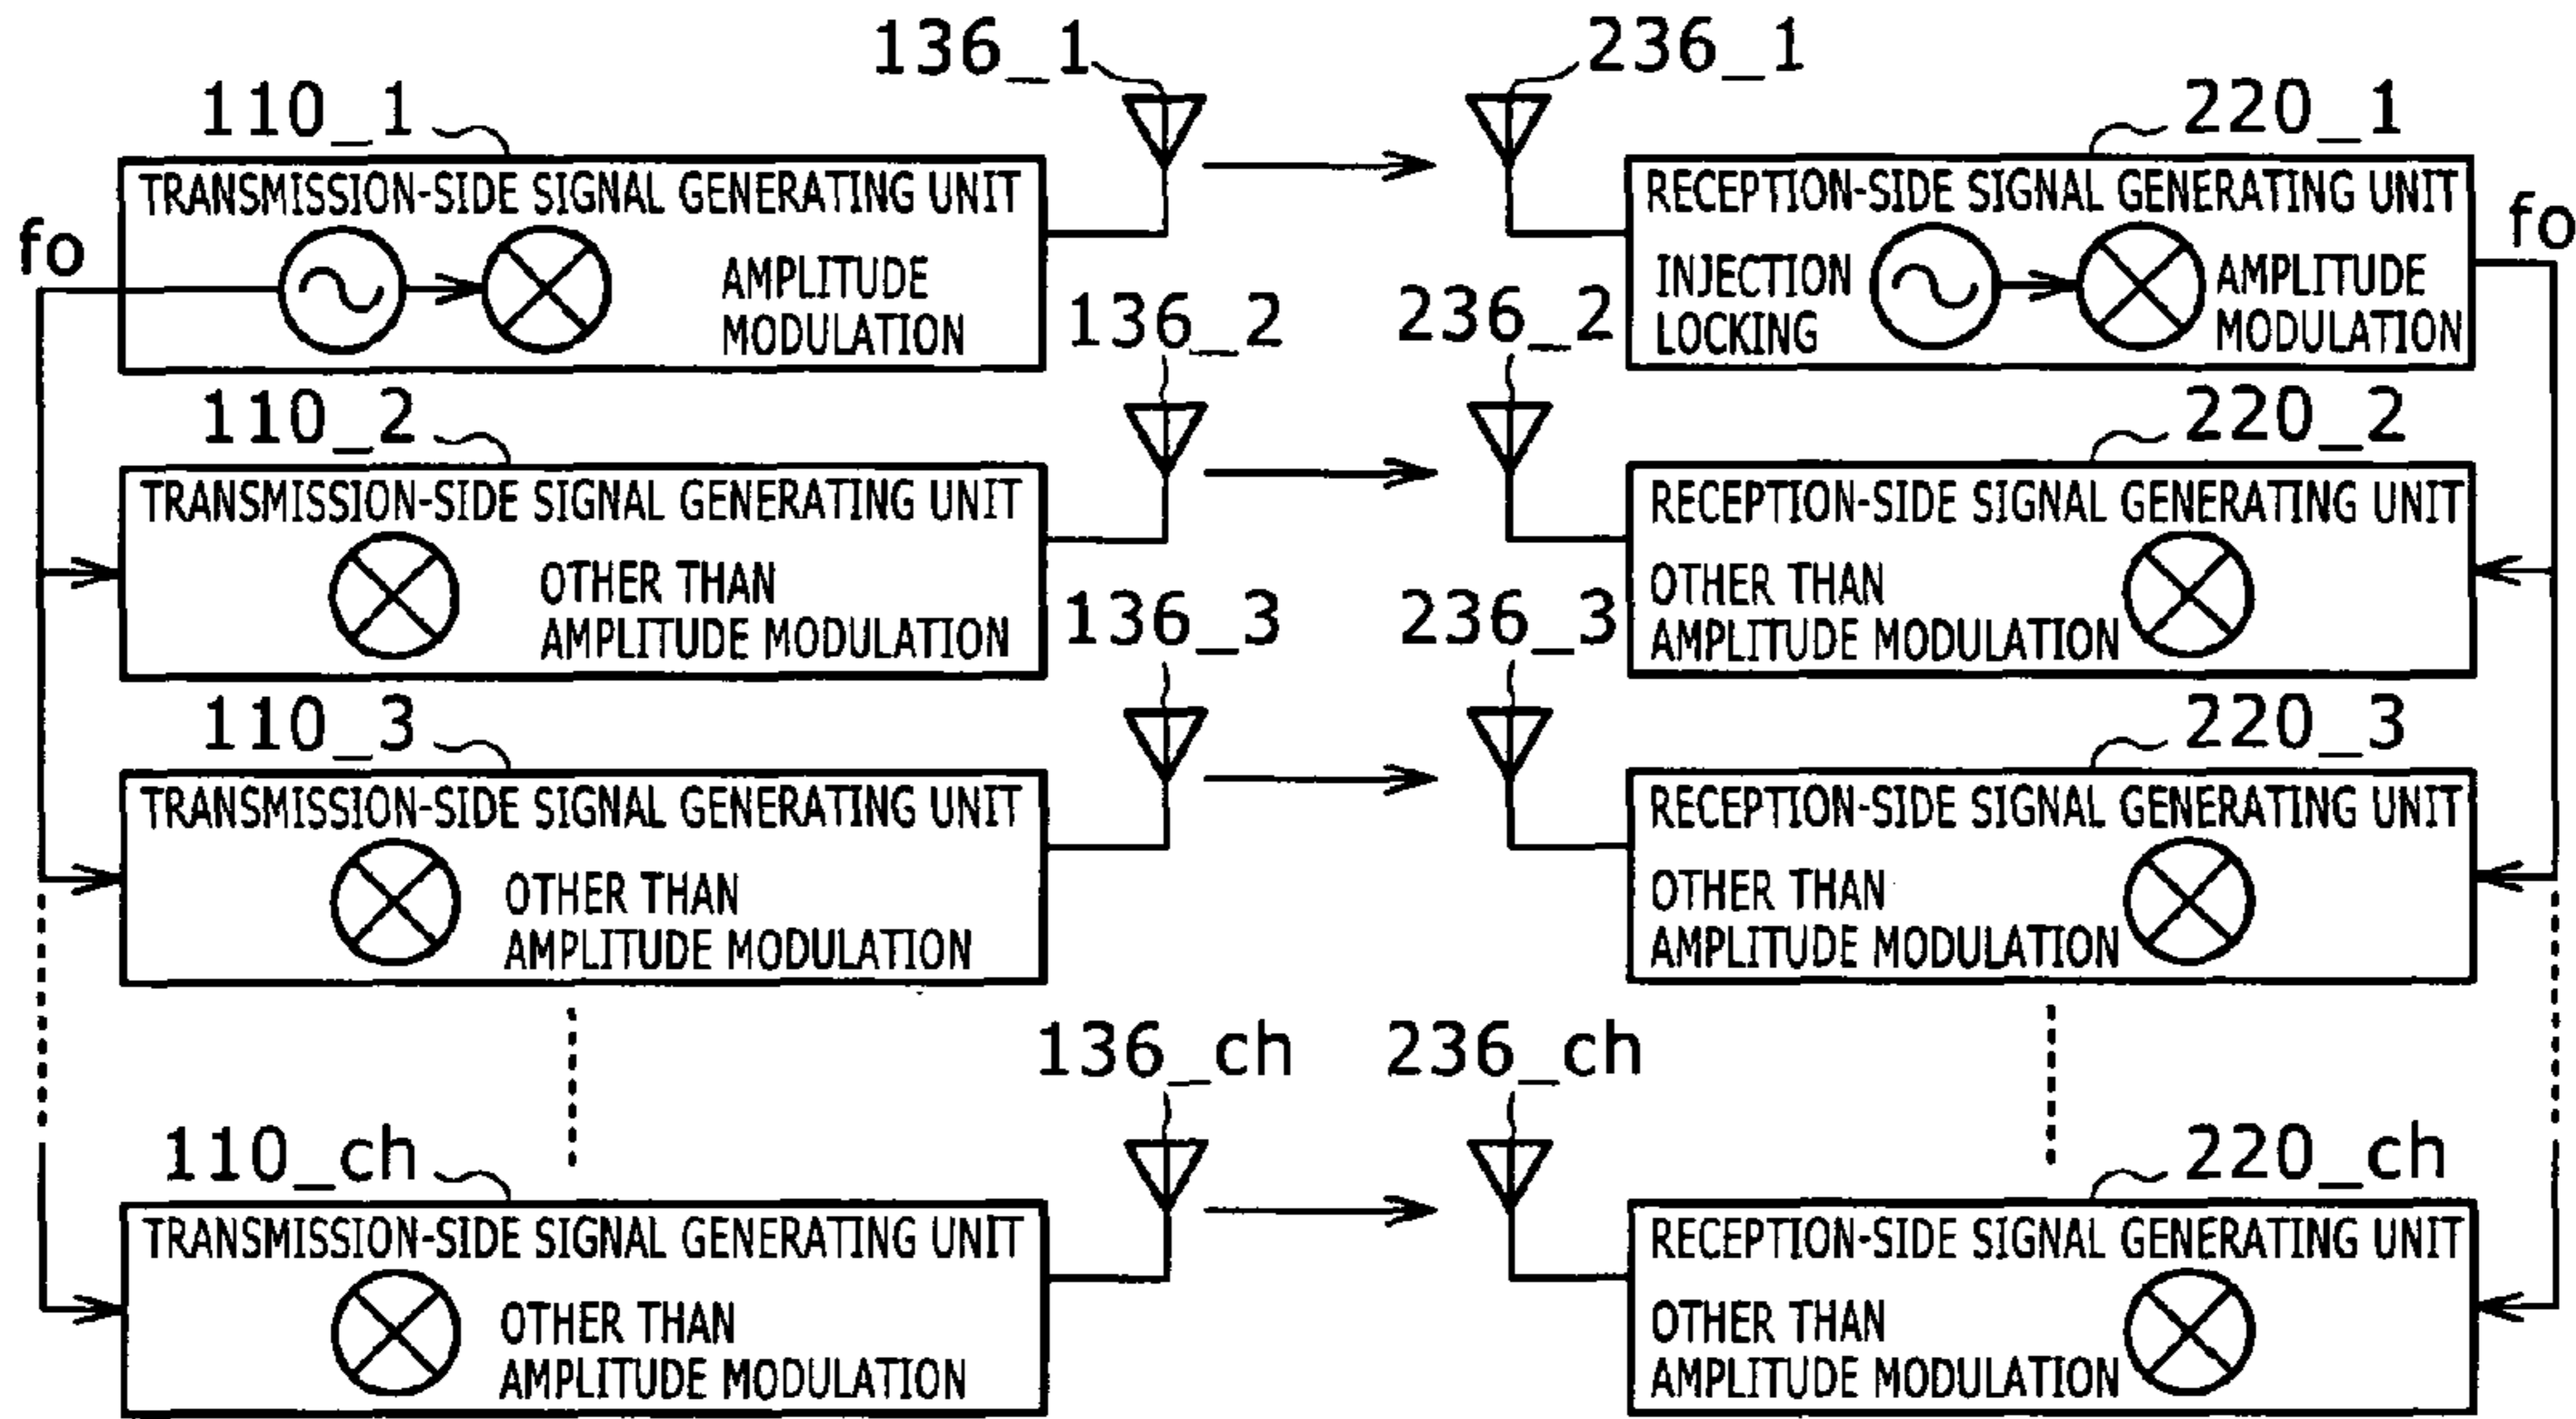 136_1
236_1
110_1
220_1
TRANSMISSION-SIDE SIGNAL GENERATING UNIT
fo
AMPLITUDE
MODULATION
RECEPTION-SIDE SIGNAL GENERATING UNIT
INJECTION
LOCKING
AMPLITUDE
MODULATION
fo
136_2
236_2
110_2
220_2
TRANSMISSION-SIDE SIGNAL GENERATING UNIT
OTHER THAN
AMPLITUDE MODULATION
RECEPTION-SIDE SIGNAL GENERATING UNIT
OTHER THAN
AMPLITUDE MODULATION
136_3
236_3
110_3
220_3
TRANSMISSION-SIDE SIGNAL GENERATING UNIT
OTHER THAN
AMPLITUDE MODULATION
RECEPTION-SIDE SIGNAL GENERATING UNIT
OTHER THAN
AMPLITUDE MODULATION
136_ch
236_ch
110_ch
220_ch
TRANSMISSION-SIDE SIGNAL GENERATING UNIT
OTHER THAN
AMPLITUDE MODULATION
RECEPTION-SIDE SIGNAL GENERATING UNIT
OTHER THAN
AMPLITUDE MODULATION